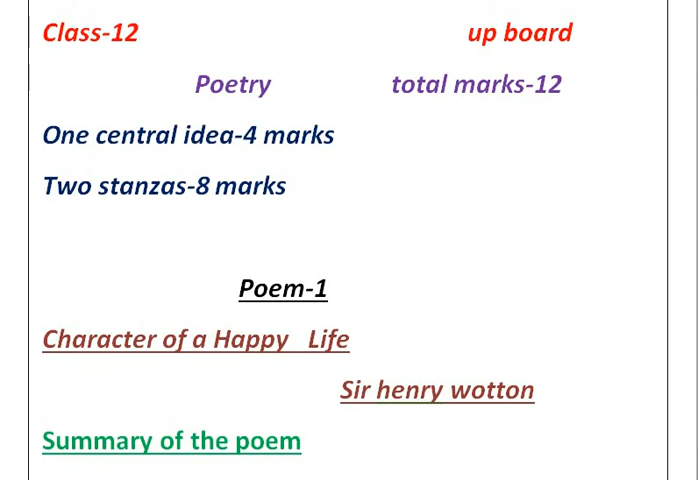 Class-12 up board
Poetry total marks-12
One central idea-4 marks
Two stanzas-8 marks
Poem-1
Character of a Happy Life
Sir henry wotton
Summary of the poem